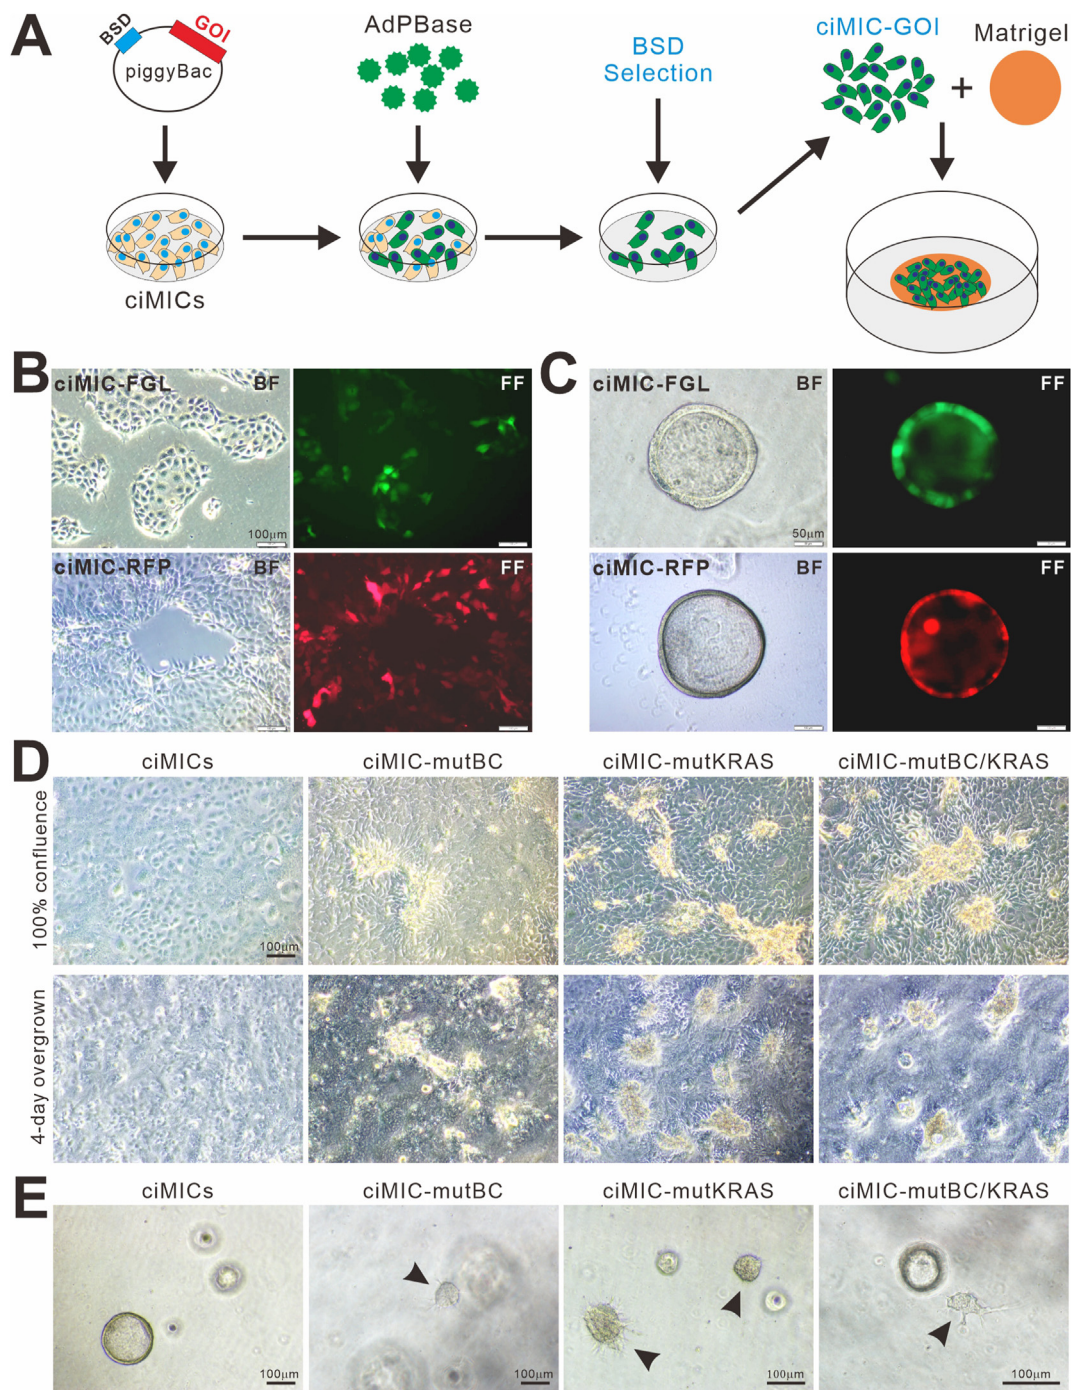 A
BSD
GOI
piggyBac
AdPBase
BSD
Selection
ciMIC-GOI
Matrigel
+
ciMICs
B
ciMIC-FGL
BF
FF
100μm
ciMIC-RFP
BF
FF
C
ciMIC-FGL
BF
FF
50μm
ciMIC-RFP
BF
FF
D
ciMICs
ciMIC-mutBC
ciMIC-mutKRAS
ciMIC-mutBC/KRAS
100% confluence
100μm
4-day overgrown
E
ciMICs
ciMIC-mutBC
ciMIC-mutKRAS
ciMIC-mutBC/KRAS
100μm
100μm
100μm
100μm